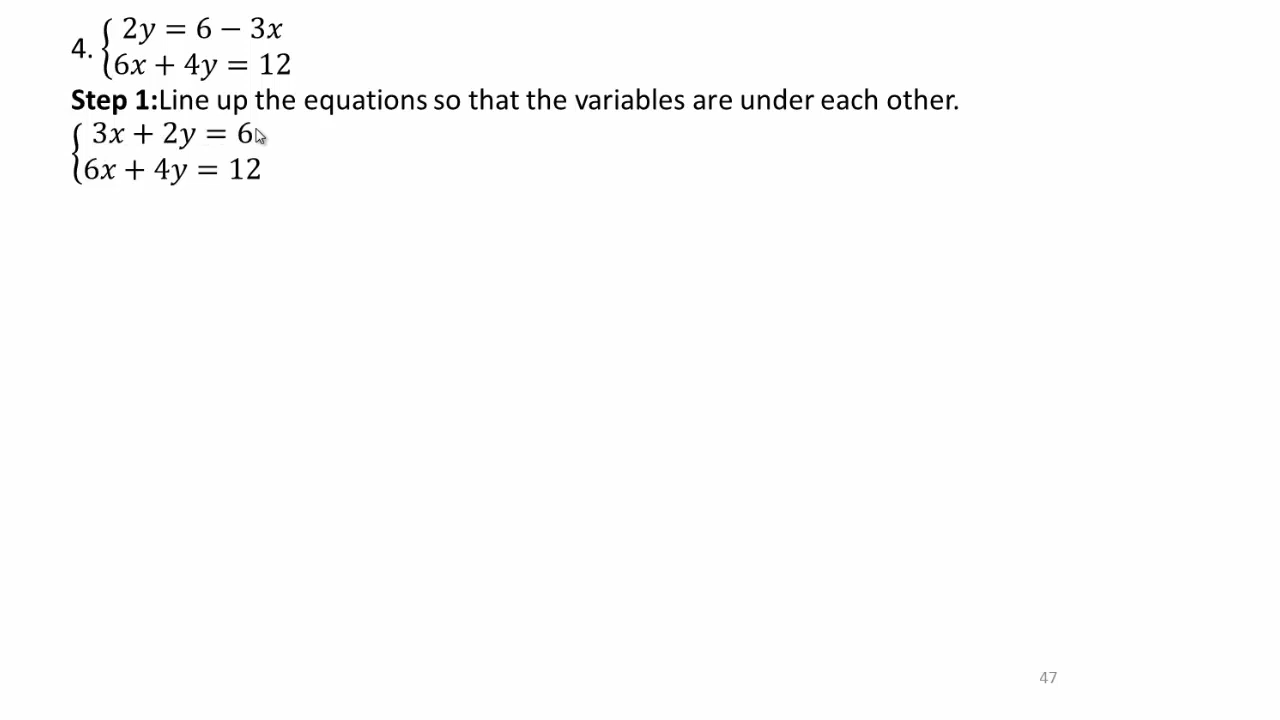 4. { 2y = 6 − 3x
6x + 4y = 12
Step 1:Line up the equations so that the variables are under each other.
{ 3x + 2y = 6
6x + 4y = 12
47